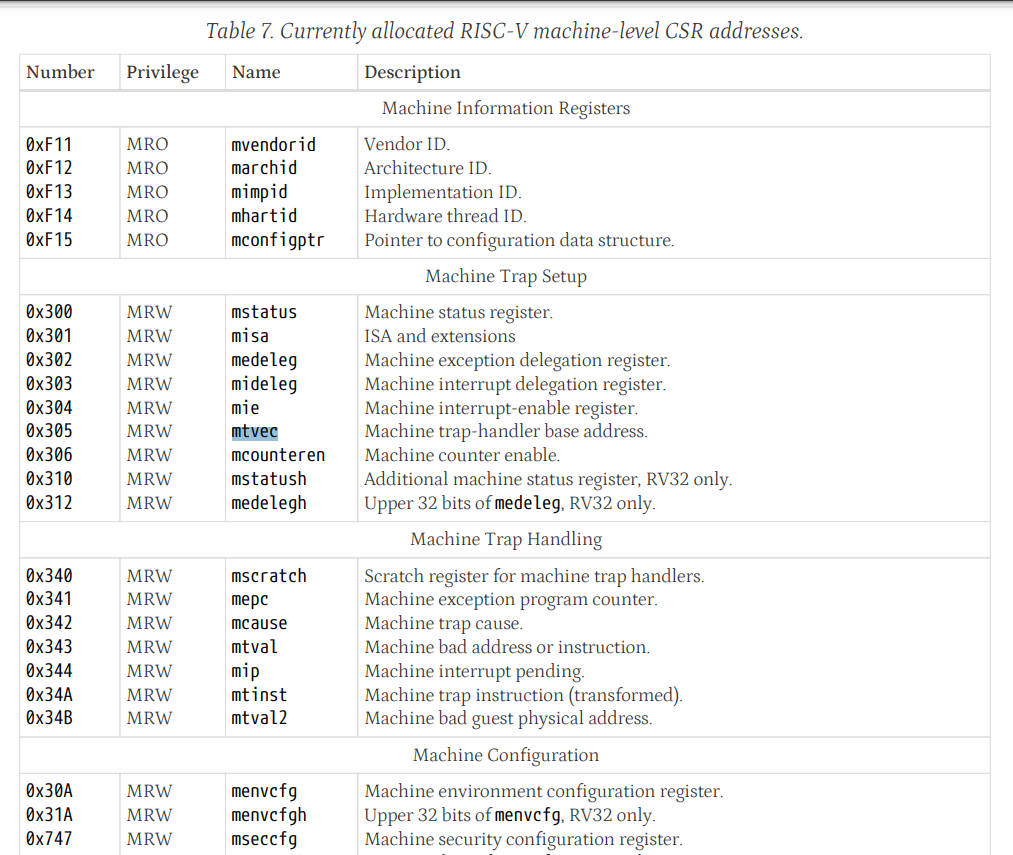 Table 7. Currently allocated RISC-V machine-level CSR addresses.
Number Privilege Name Description
Machine Information Registers
0xF11 MRO mvendorid Vendor ID.
0xF12 MRO marchid Architecture ID.
0xF13 MRO mimpid Implementation ID.
0xF14 MRO mhartid Hardware thread ID.
0xF15 MRO mconfigptr Pointer to configuration data structure.
Machine Trap Setup
0x300 MRW mstatus Machine status register.
0x301 MRW misa ISA and extensions
0x302 MRW medeleg Machine exception delegation register.
0x303 MRW mideleg Machine interrupt delegation register.
0x304 MRW mie Machine interrupt-enable register.
0x305 MRW mtvec Machine trap-handler base address.
0x306 MRW mcounteren Machine counter enable.
0x310 MRW mstatush Additional machine status register, RV32 only.
0x312 MRW medelegh Upper 32 bits of medeleg, RV32 only.
Machine Trap Handling
0x340 MRW mscratch Scratch register for machine trap handlers.
0x341 MRW mepc Machine exception program counter.
0x342 MRW mcause Machine trap cause.
0x343 MRW mtval Machine bad address or instruction.
0x344 MRW mip Machine interrupt pending.
0x34A MRW mtinst Machine trap instruction (transformed).
0x34B MRW mtval2 Machine bad guest physical address.
Machine Configuration
0x30A MRW menvcfg Machine environment configuration register.
0x31A MRW menvcfgh Upper 32 bits of menvcfg, RV32 only.
0x747 MRW mseccfg Machine security configuration register.